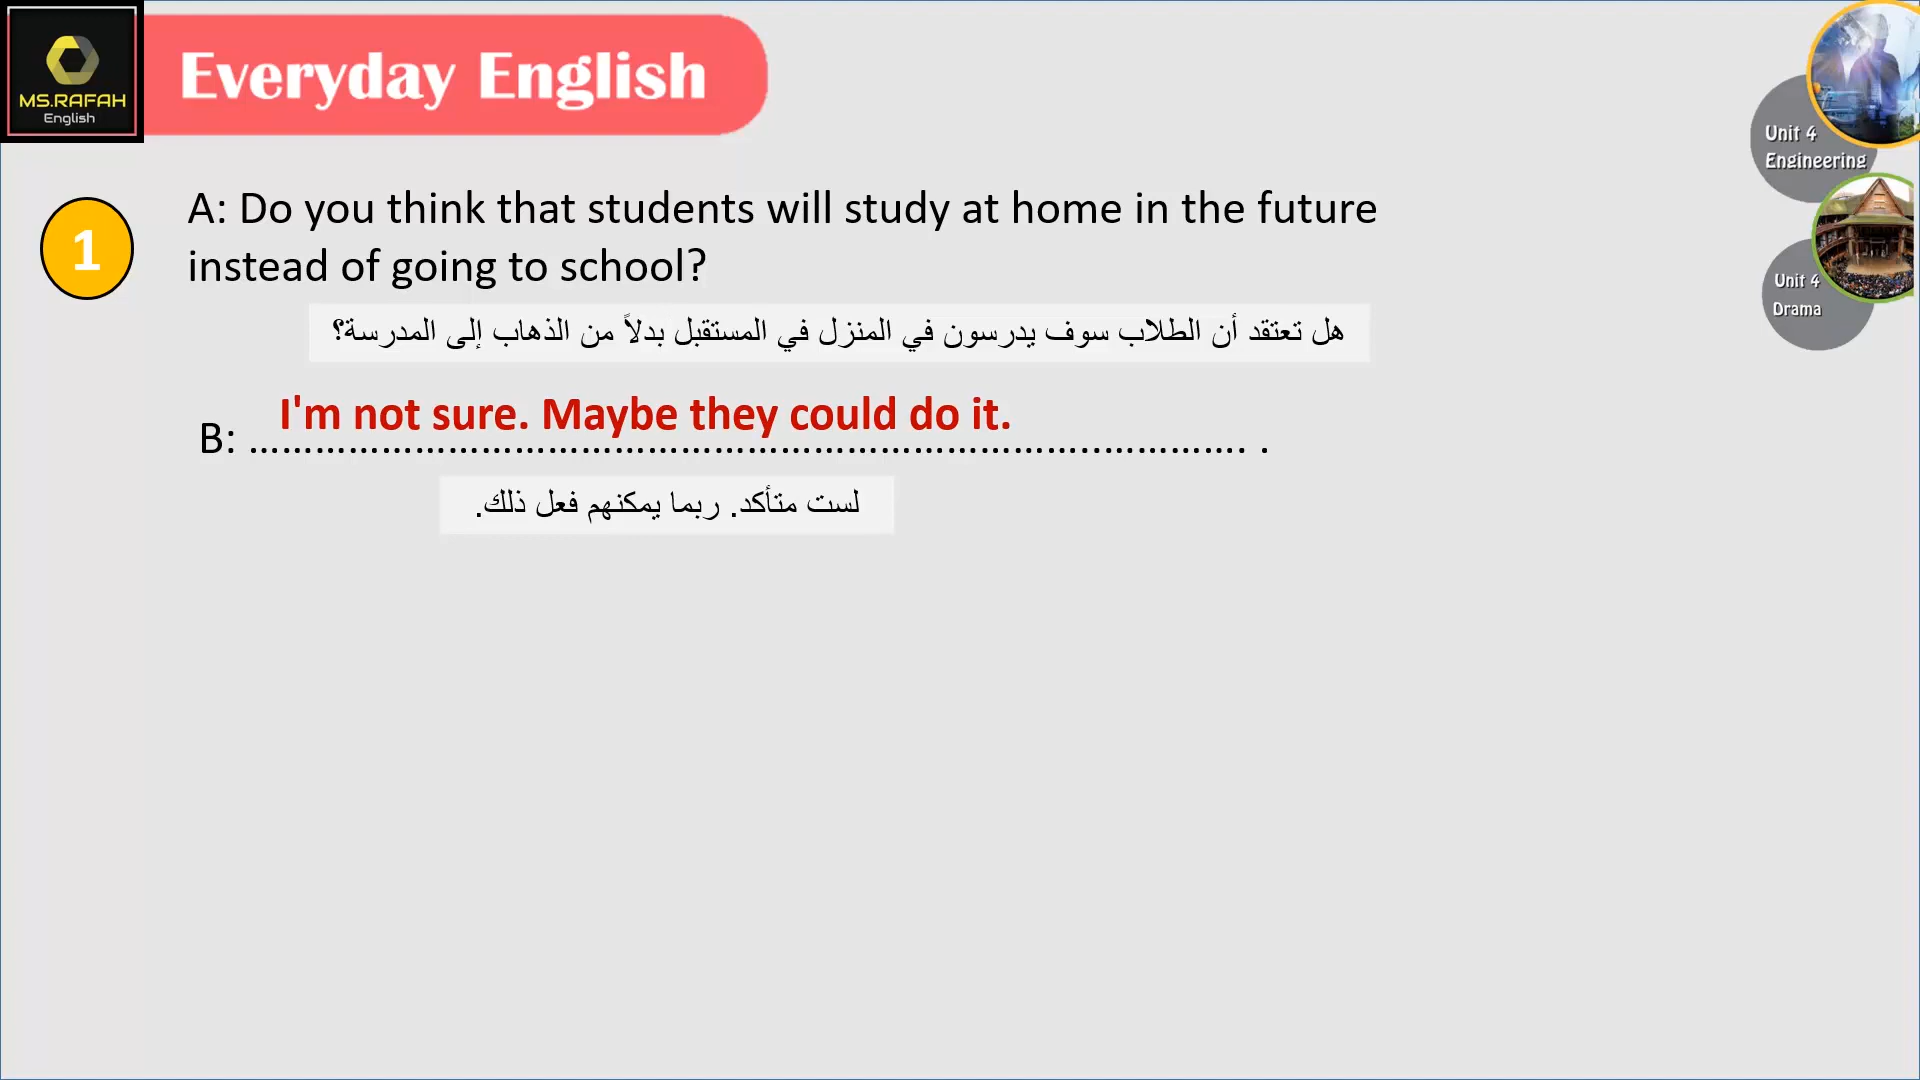 MS.RAFAH
English
Everyday English
Unit 4
Engineering
Unit 4
Drama
1
A: Do you think that students will study at home in the future
instead of going to school?
هل تعتقد أن الطلاب سوف يدرسون في المنزل في المستقبل بدلاً من الذهاب إلى المدرسة؟
I'm not sure. Maybe they could do it.
B: ………………………………………………………………………………. .
لست متأكد. ربما يمكنهم فعل ذلك.